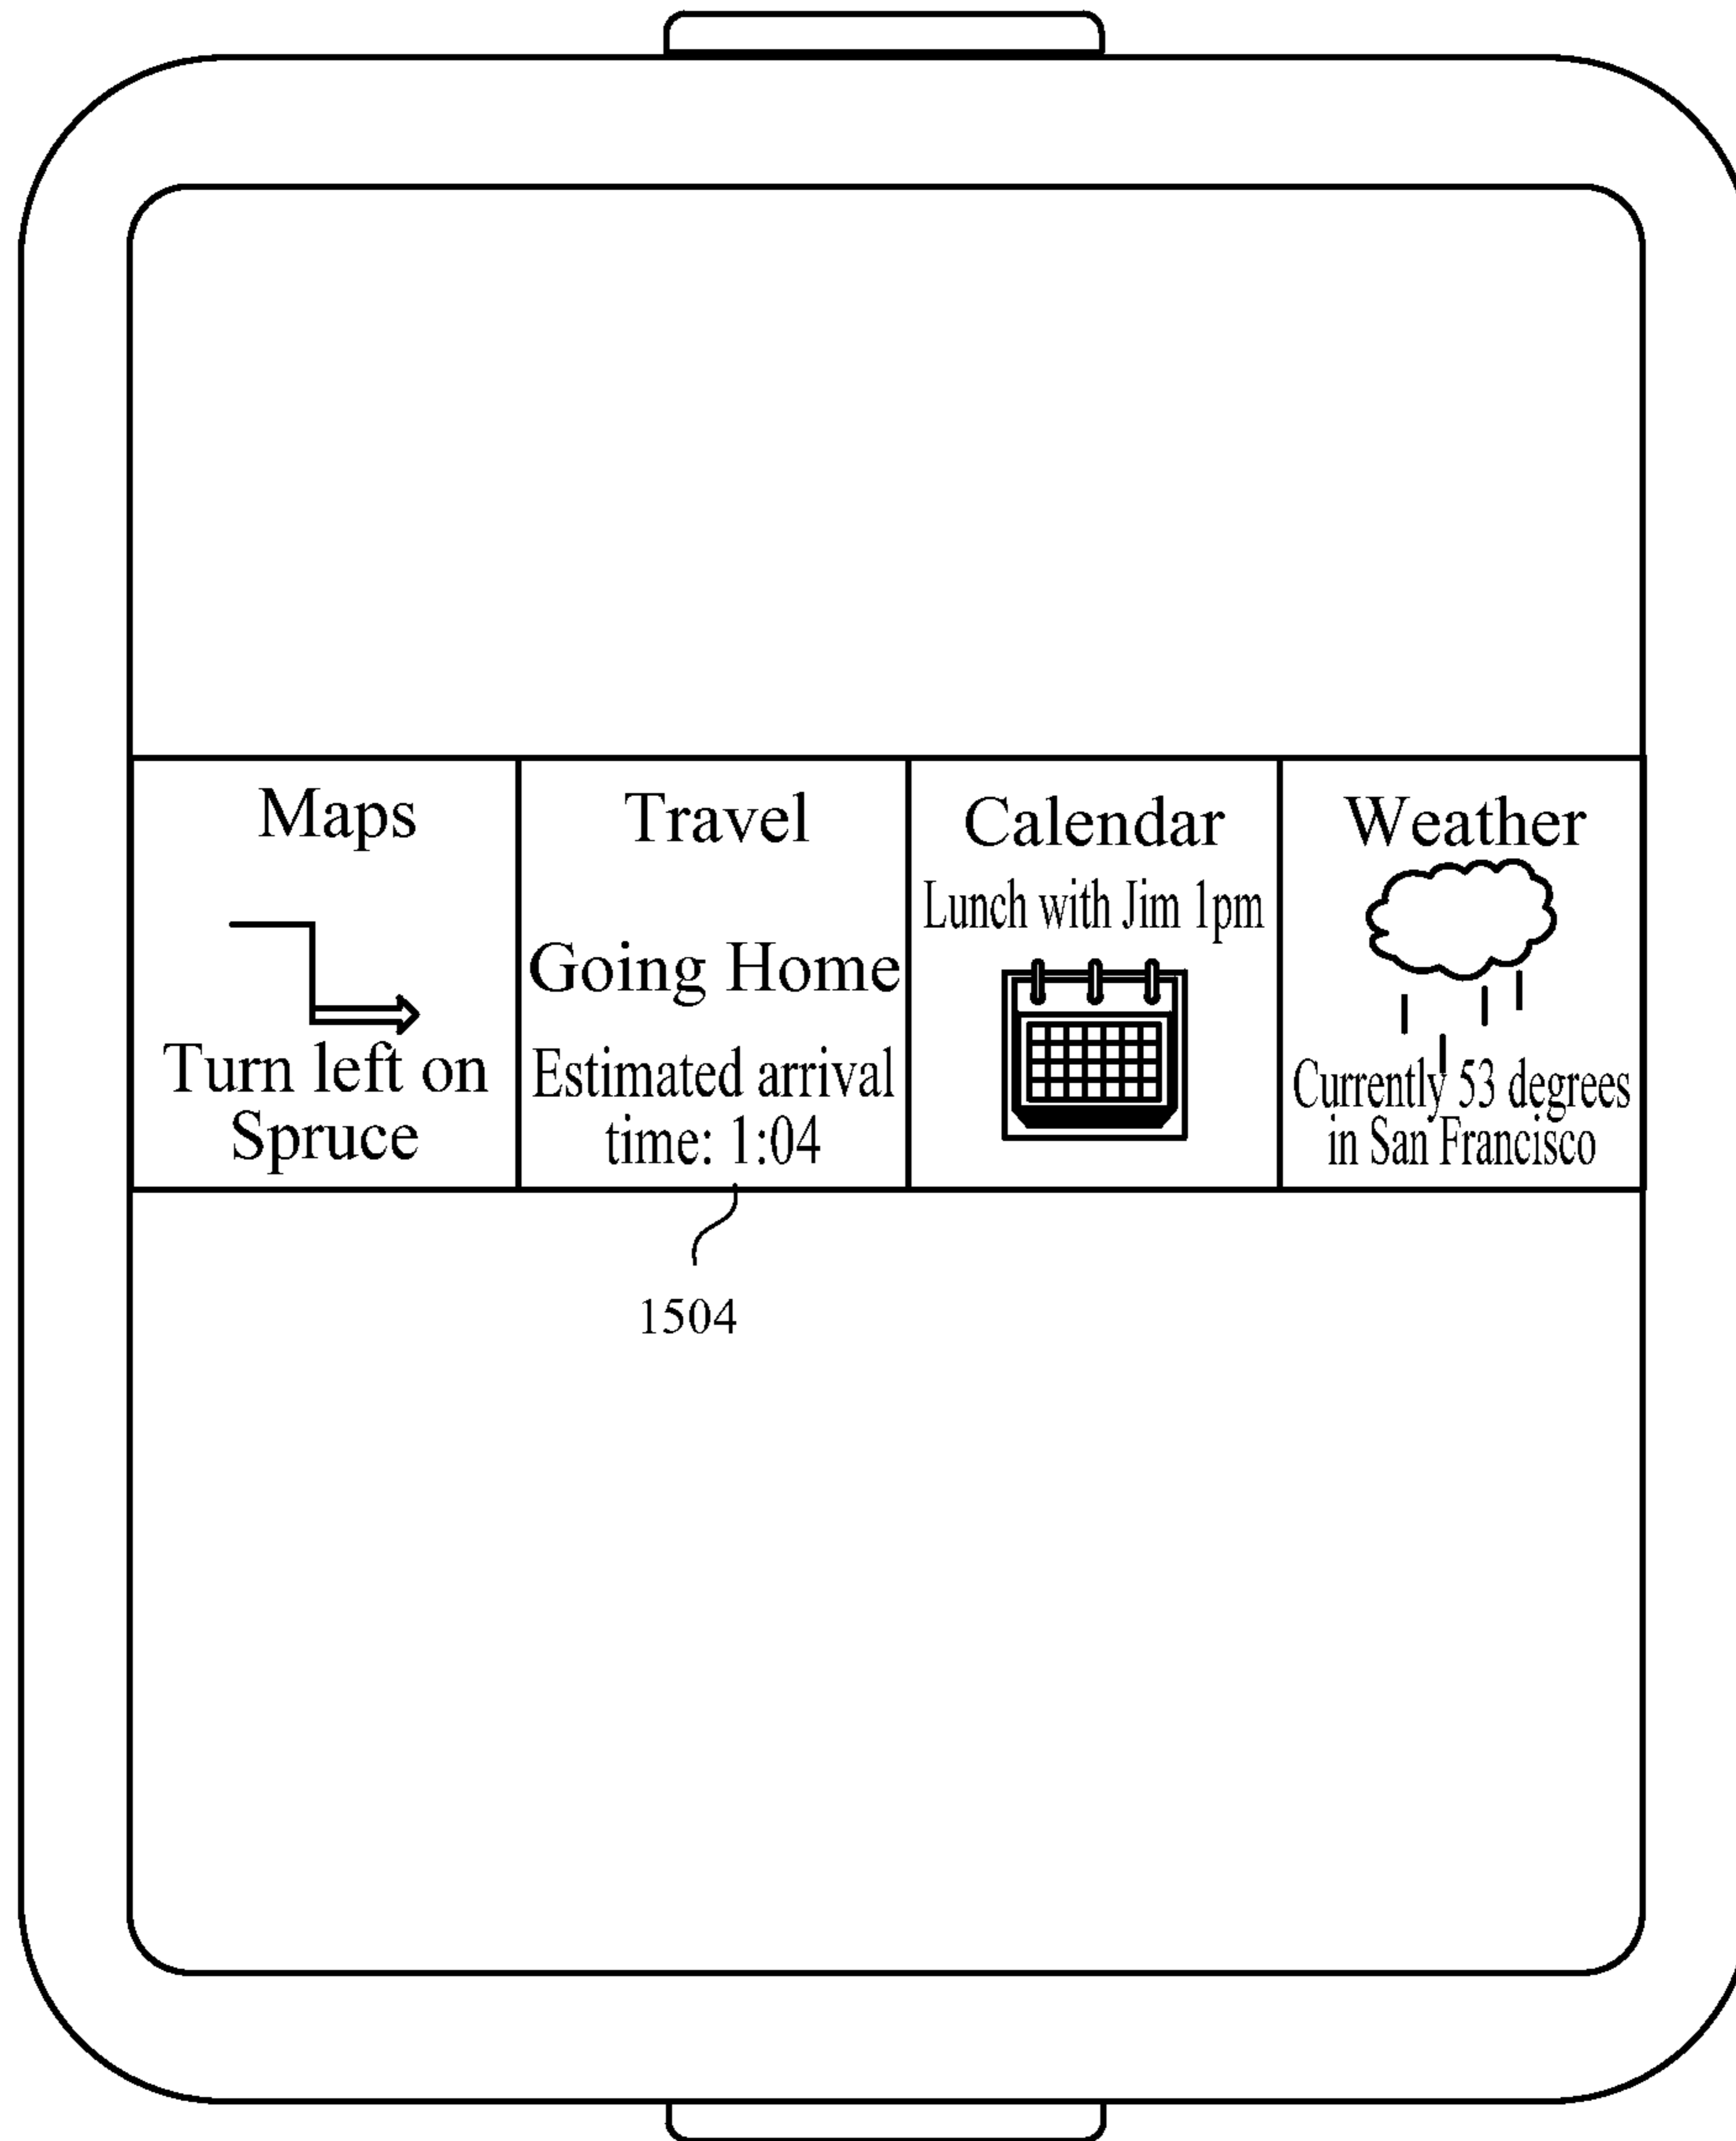 Maps
Turn left on
Spruce
Travel
Going Home
Estimated arrival
time: 1:04
Calendar
Lunch with Jim 1pm
Weather
Currently 53 degrees
in San Francisco
1504